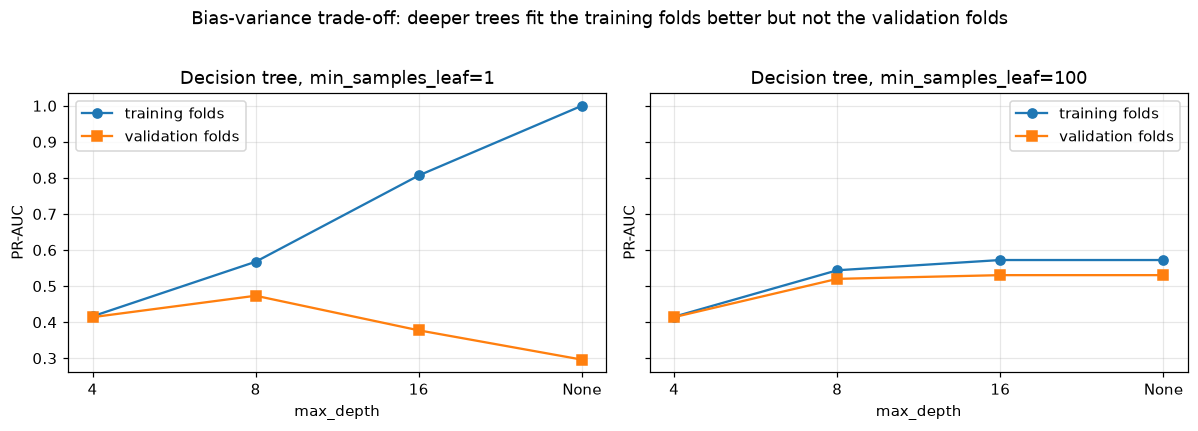 Bias-variance trade-off: deeper trees fit the training folds better but not the validation folds
Decision tree, min_samples_leaf=1
training folds
validation folds
PR-AUC
1.0
0.9
0.8
0.7
0.6
0.5
0.4
0.3
4
8
16
None
max_depth
Decision tree, min_samples_leaf=100
training folds
validation folds
PR-AUC
4
8
16
None
max_depth